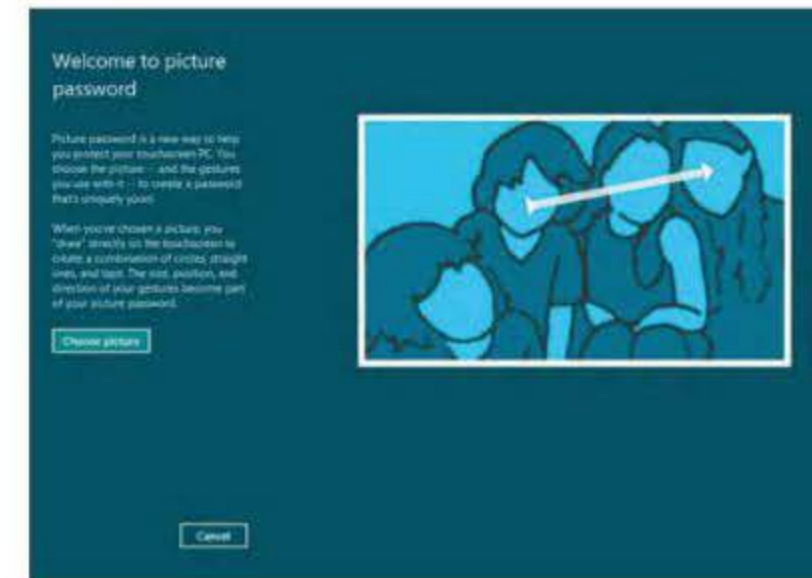 Welcome to picture
password
Picture password is a new way to help
you protect your touchscreen PC. You
choose the picture -- and the gestures
you use with it -- to create a password
that's uniquely yours.
When you've chosen a picture, you
"draw" directly on the touchscreen to
create a combination of circles, straight
lines, and taps. The size, position, and
direction of your gestures become part
of your picture password.
Choose picture
Cancel